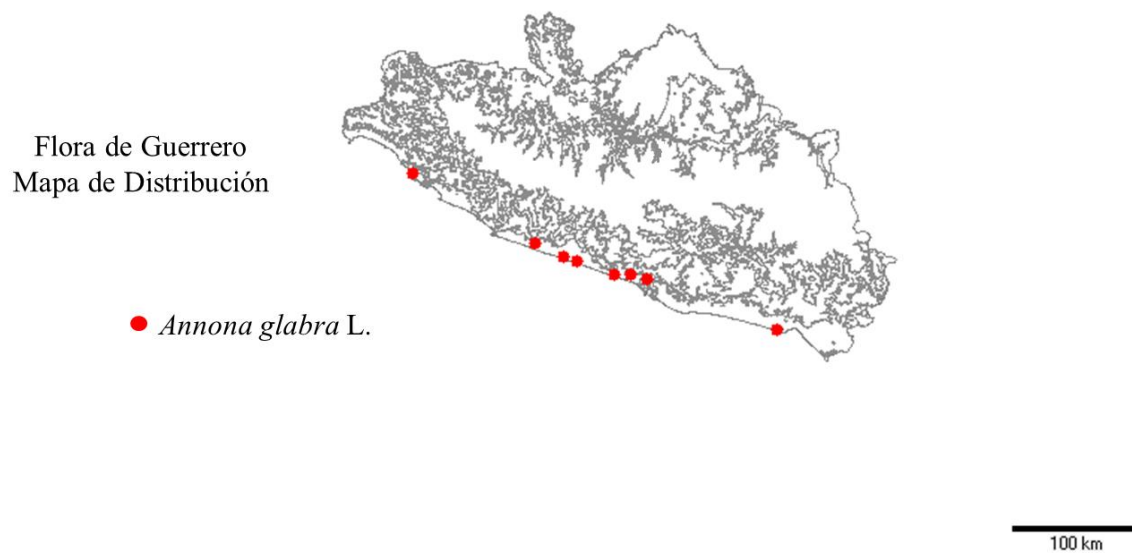 Flora de Guerrero
Mapa de Distribución
Annona glabra L.
100 km